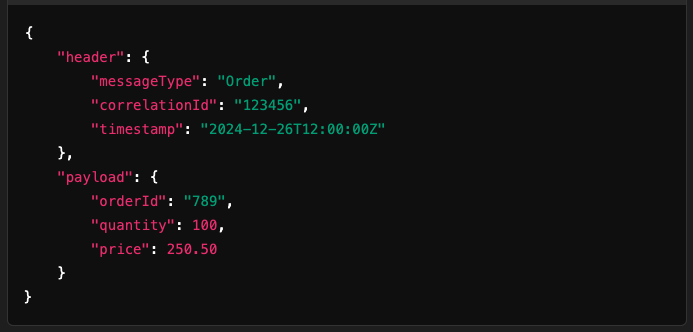 {
    "header": {
        "messageType": "Order",
        "correlationId": "123456",
        "timestamp": "2024-12-26T12:00:00Z"
    },
    "payload": {
        "orderId": "789",
        "quantity": 100,
        "price": 250.50
    }
}